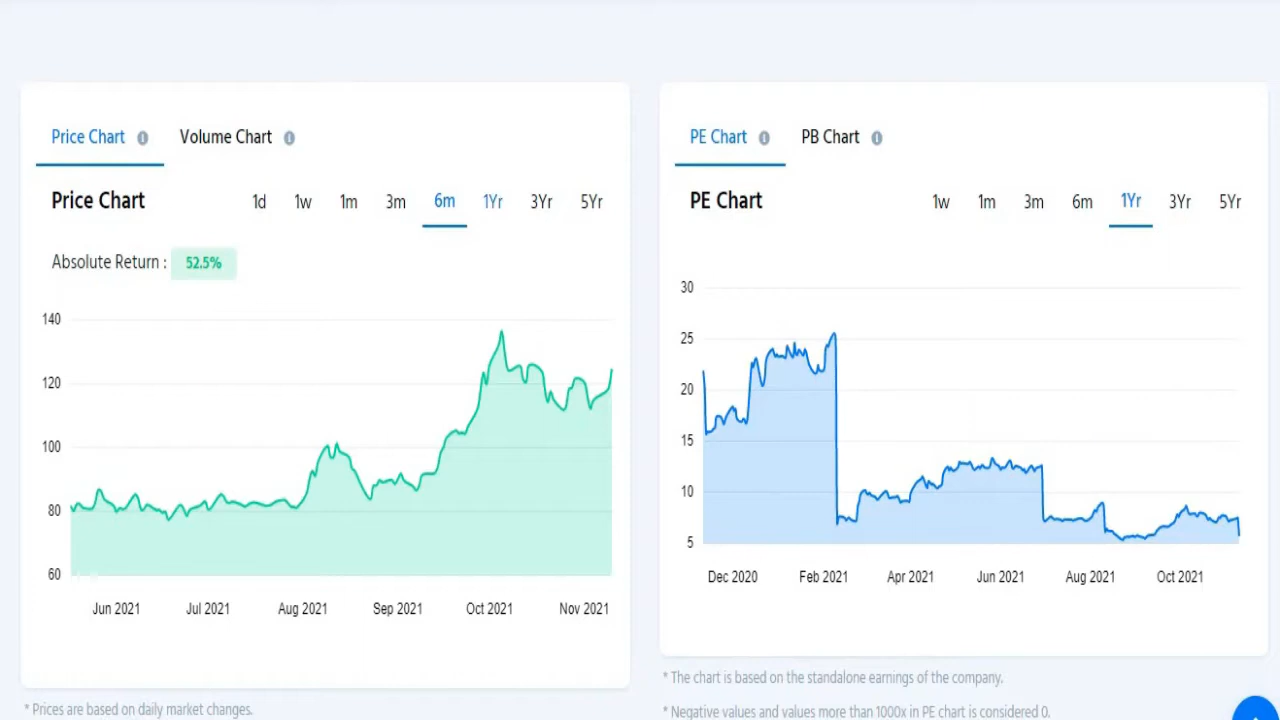 Price Chart Volume Chart
Price Chart 1d 1w 1m 3m 6m 1Yr 3Yr 5Yr
Absolute Return : 52.5%
140
120
100
80
60
Jun 2021 Jul 2021 Aug 2021 Sep 2021 Oct 2021 Nov 2021
* Prices are based on daily market changes.
PE Chart PB Chart
PE Chart 1w 1m 3m 6m 1Yr 3Yr 5Yr
30
25
20
15
10
5
Dec 2020 Feb 2021 Apr 2021 Jun 2021 Aug 2021 Oct 2021
* The chart is based on the standalone earnings of the company.
* Negative values and values more than 1000x in PE chart is considered 0.